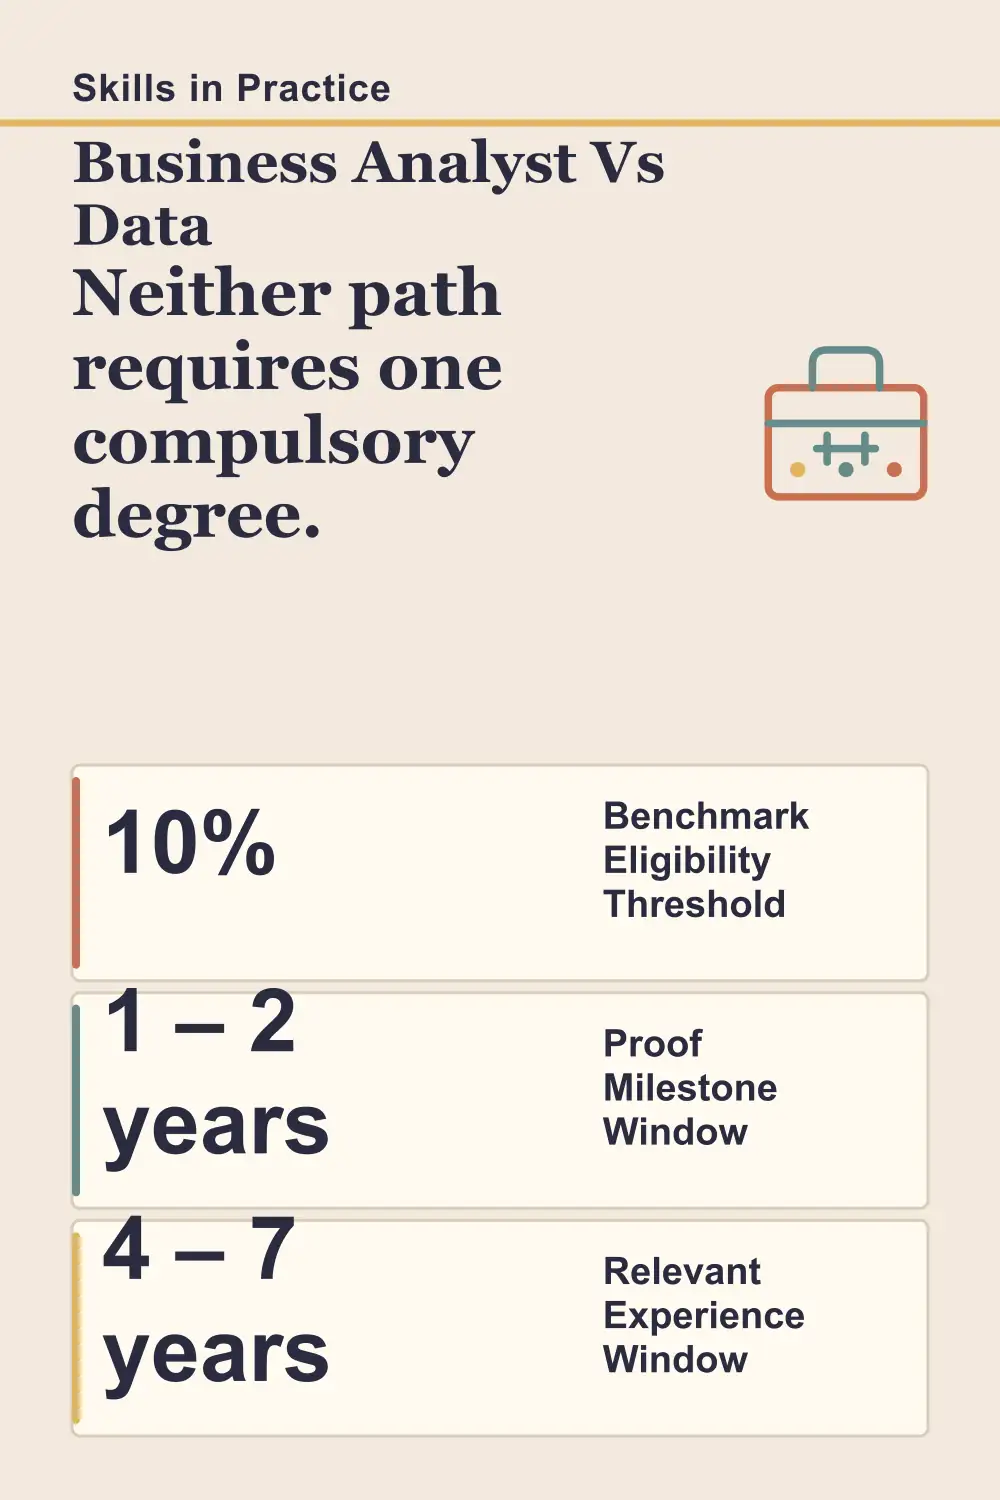 Skills in Practice
Business Analyst Vs
Data
Neither path
requires one
compulsory
degree.
10%
Benchmark
Eligibility
Threshold
1 – 2
years
Proof
Milestone
Window
4 – 7
years
Relevant
Experience
Window